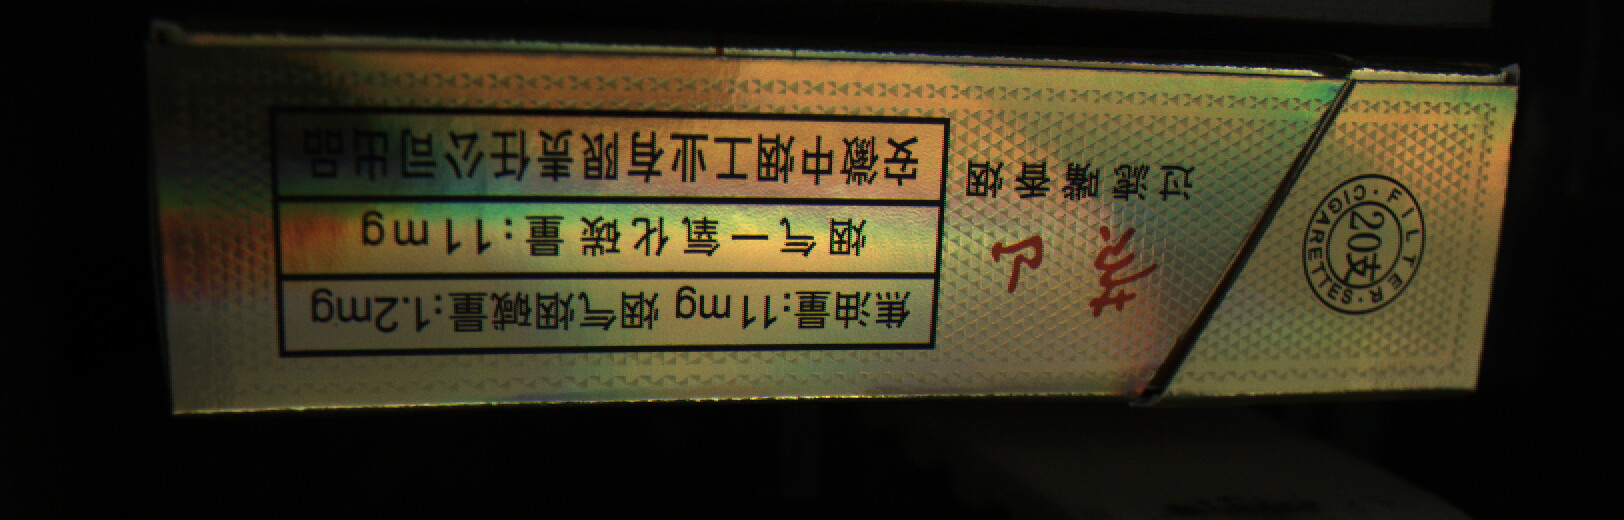 FILTER·CIGARETTES·
20支
黄山
过滤嘴香烟
焦油量:11mg 烟气烟碱量:1.2mg
烟气一氧化碳量:11mg
安徽中烟工业有限责任公司出品